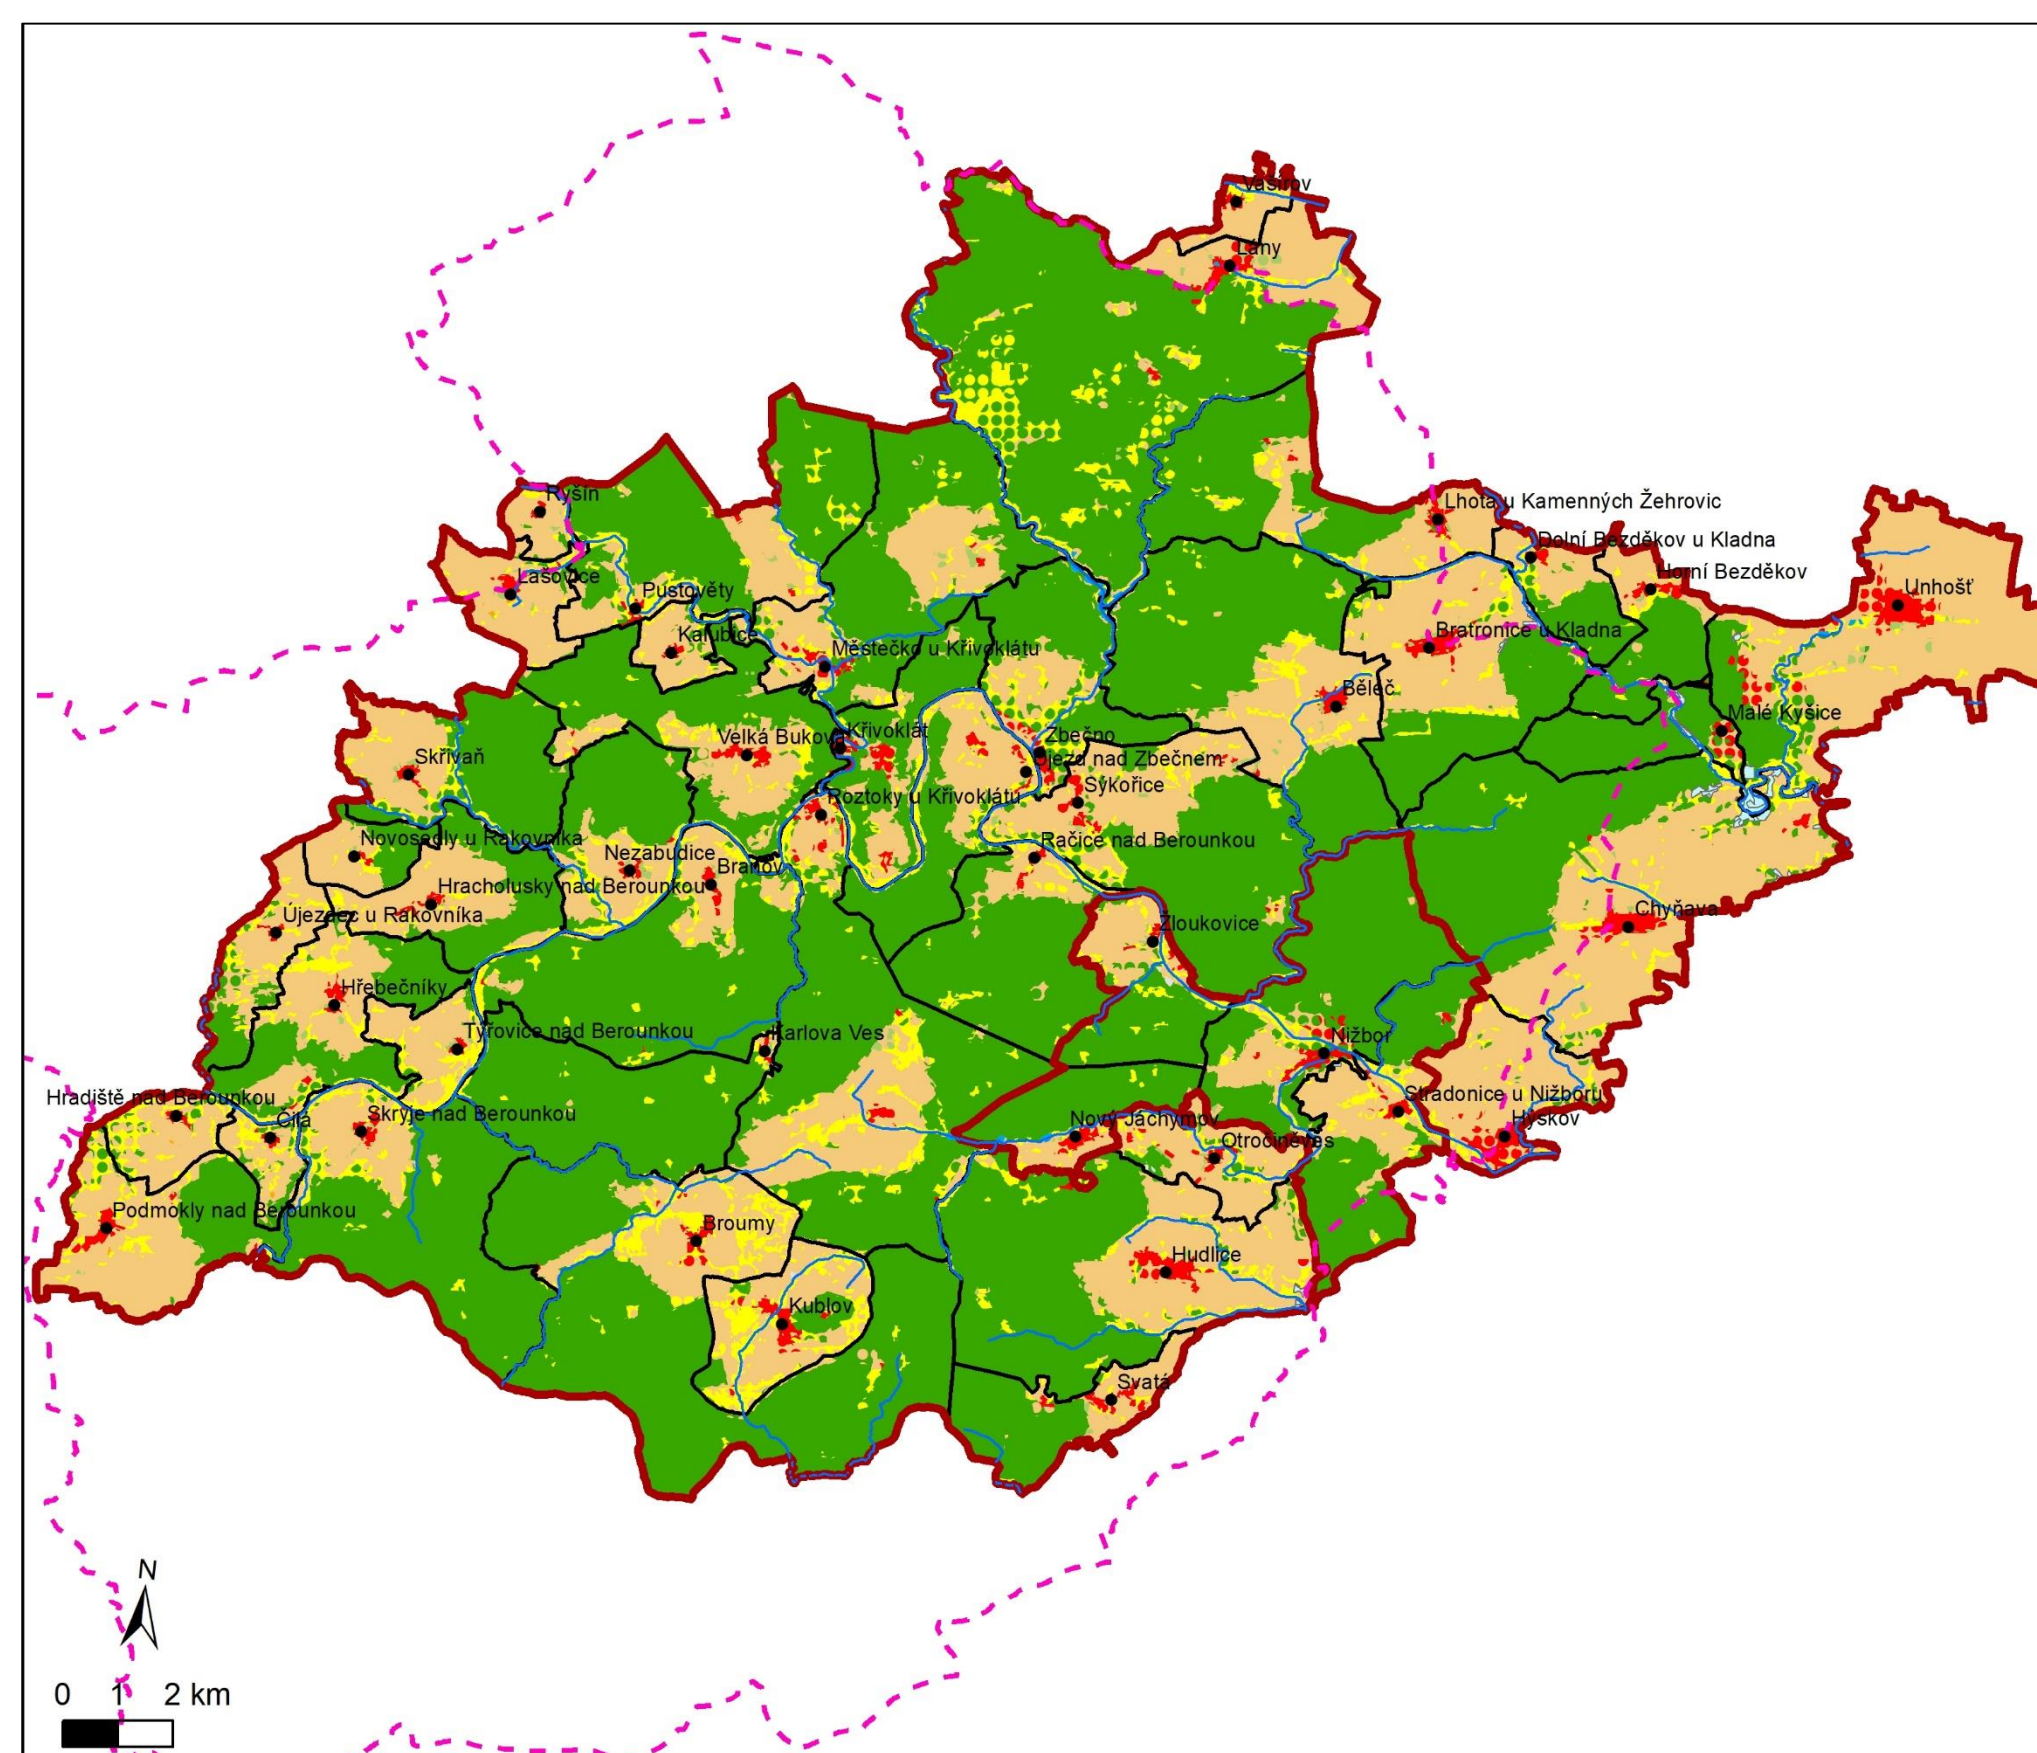 Vašírov
Lány
Ryšín
Lhota u Kamenných Žehrovic
Dolní Bezděkov u Kladna
Lašovice
Horní Bezděkov
Pustověty
Unhošť
Kalubice
Bratronice u Kladna
Městečko u Křivoklátu
Běleč
Malé Kyšice
Velká Buková
Křivoklát
Zbečno
Skřivaň
Újezd nad Zbečnem
Sýkořice
Roztoky u Křivoklátu
Novosedly u Rakovníka
Račice nad Berounkou
Nezabudice
Branov
Hracholusky nad Berounkou
Újezdec u Rakovníka
Chyňava
Žloukovice
Hřebečníky
Týřovice nad Berounkou
Karlova Ves
Nižbor
Hradiště nad Berounkou
Stradonice u Nižboru
Čilá
Skryje nad Berounkou
Nový Jáchymov
Hýskov
Otročiněves
Podmokly nad Berounkou
Broumy
Hudlice
Kublov
Svatá
N
0 1 2 km